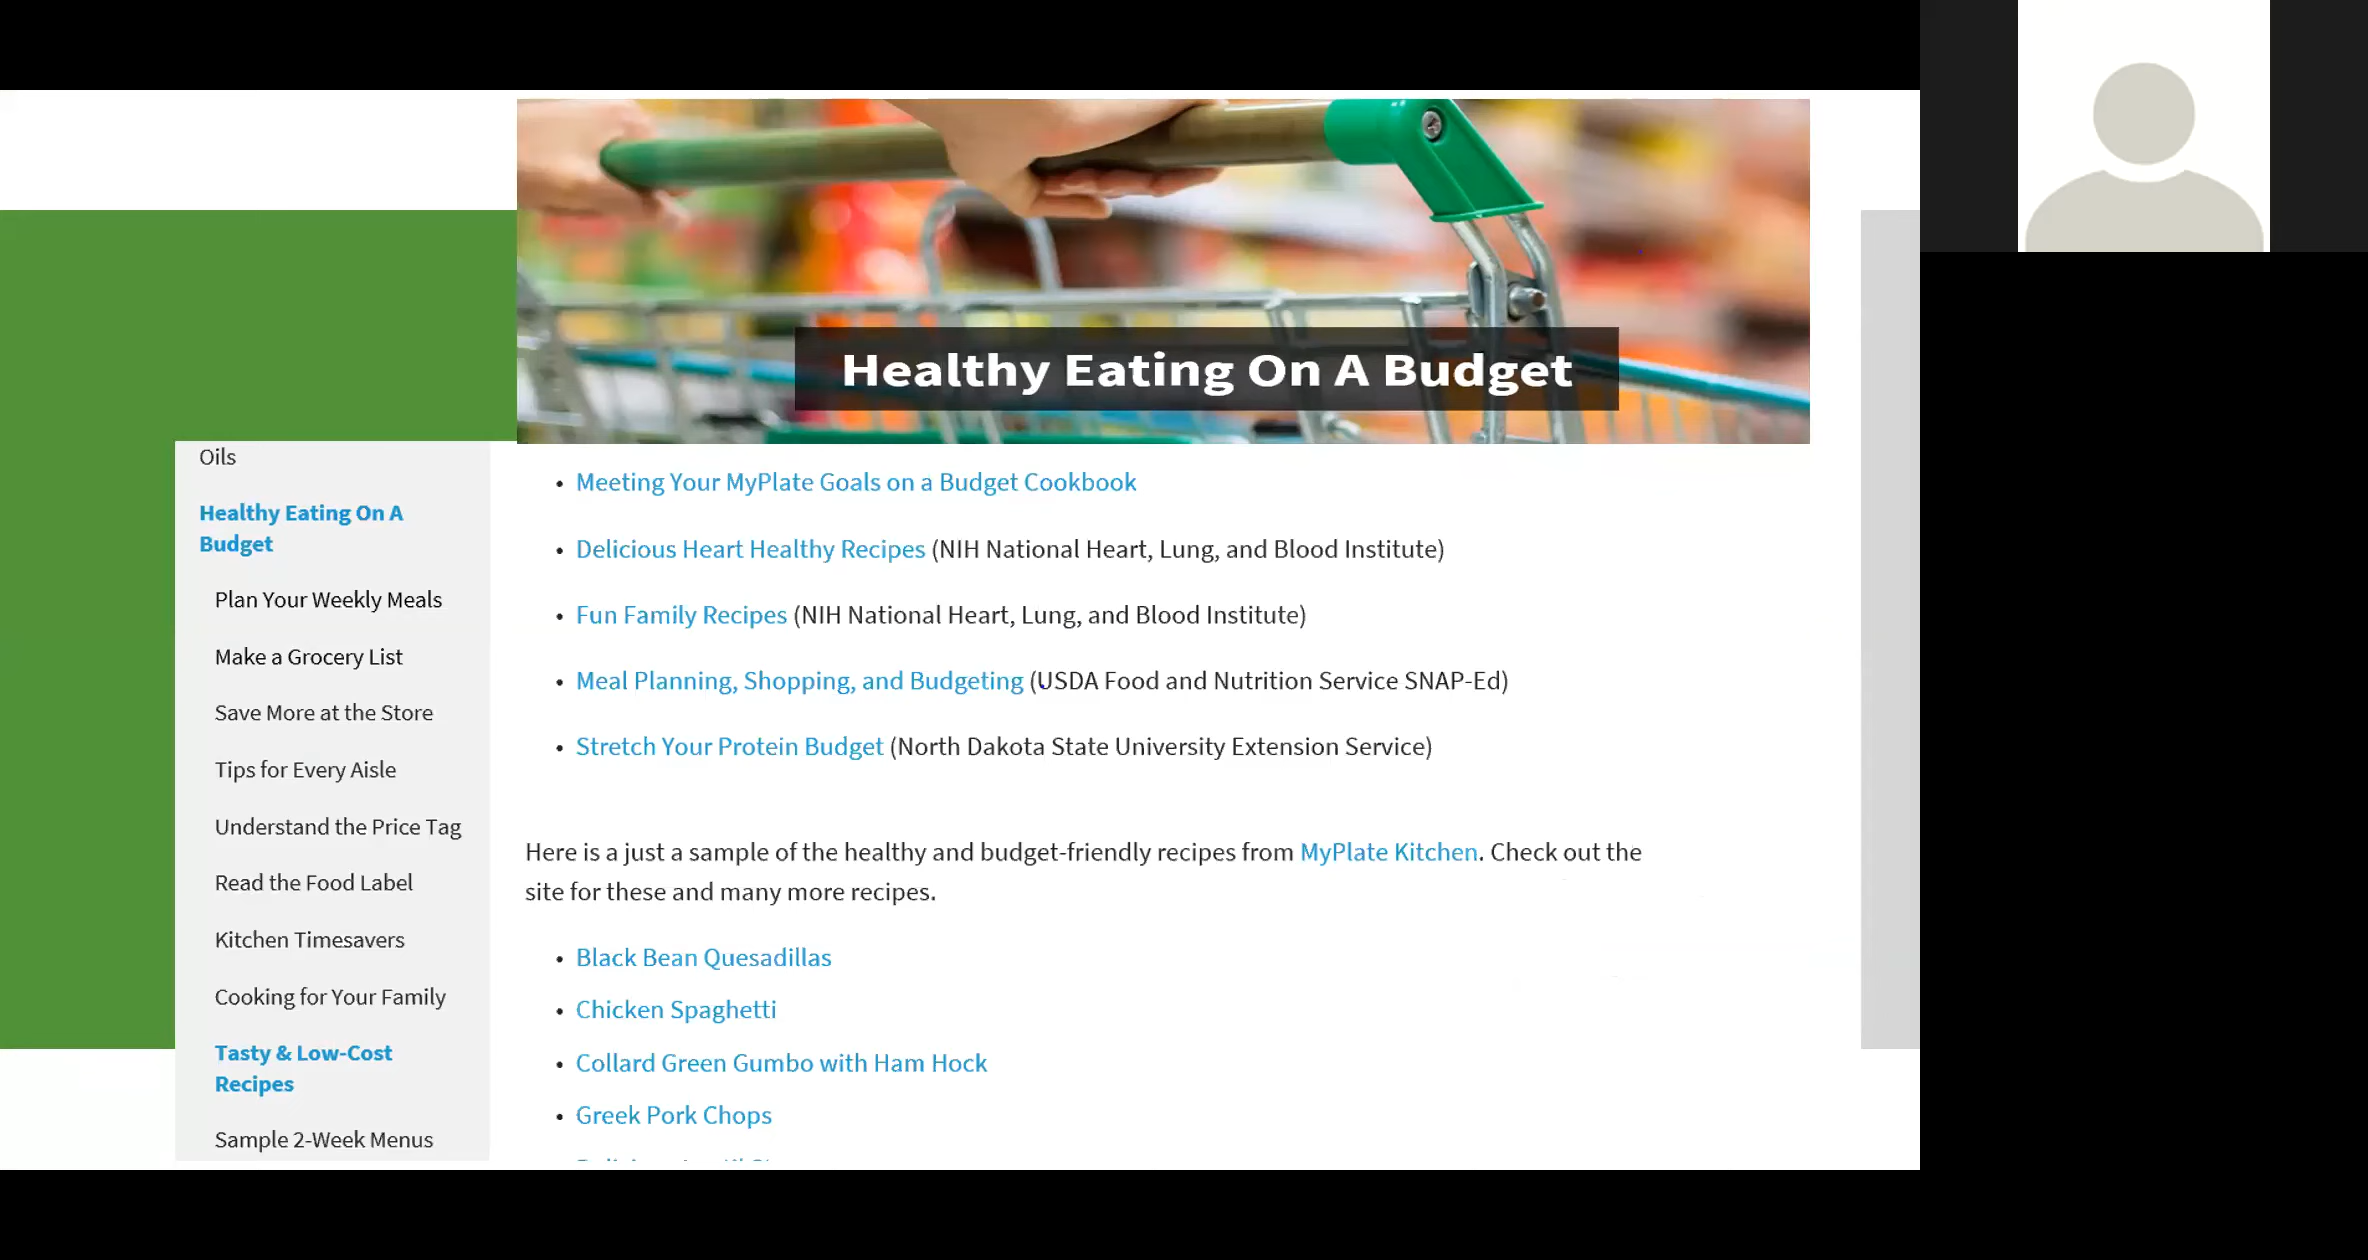 Healthy Eating On A Budget
Oils
Healthy Eating On A
Budget
Plan Your Weekly Meals
Make a Grocery List
Save More at the Store
Tips for Every Aisle
Understand the Price Tag
Read the Food Label
Kitchen Timesavers
Cooking for Your Family
Tasty & Low-Cost
Recipes
Sample 2-Week Menus
• Meeting Your MyPlate Goals on a Budget Cookbook
• Delicious Heart Healthy Recipes (NIH National Heart, Lung, and Blood Institute)
• Fun Family Recipes (NIH National Heart, Lung, and Blood Institute)
• Meal Planning, Shopping, and Budgeting (USDA Food and Nutrition Service SNAP-Ed)
• Stretch Your Protein Budget (North Dakota State University Extension Service)
Here is a just a sample of the healthy and budget-friendly recipes from MyPlate Kitchen. Check out the
site for these and many more recipes.
• Black Bean Quesadillas
• Chicken Spaghetti
• Collard Green Gumbo with Ham Hock
• Greek Pork Chops